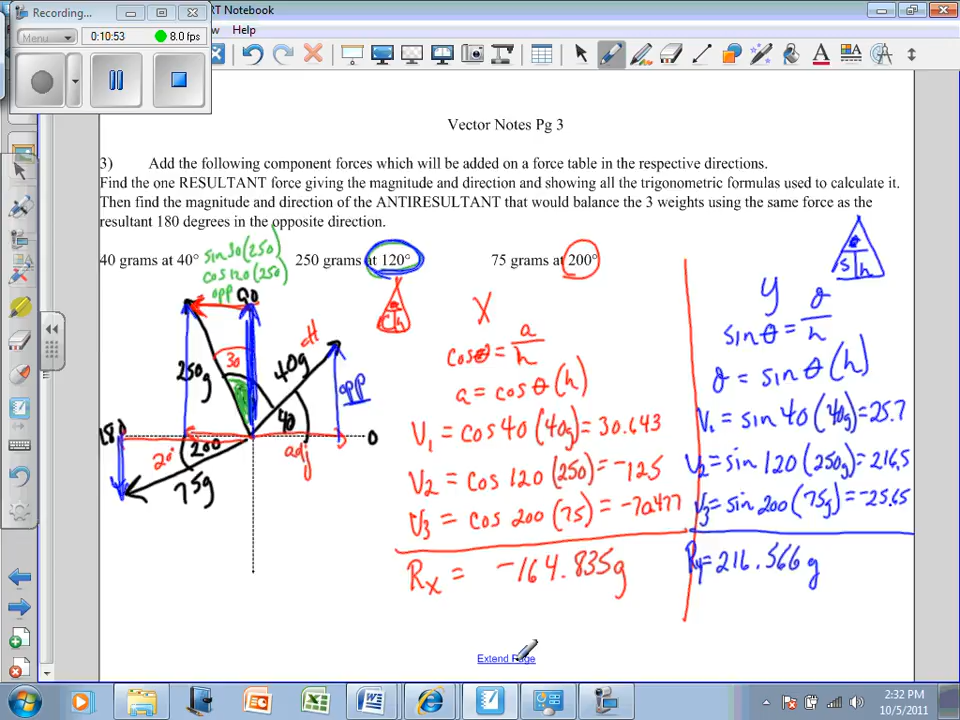 Recording...
RT Notebook
Menu
0:10:53
8.0 fps
w
Help
Vector Notes Pg 3
3) Add the following component forces which will be added on a force table in the respective directions.
Find the one RESULTANT force giving the magnitude and direction and showing all the trigonometric formulas used to calculate it.
Then find the magnitude and direction of the ANTIRESULTANT that would balance the 3 weights using the same force as the
resultant 180 degrees in the opposite direction.
40 grams at 40° 250 grams at 120° 75 grams at 200°
sin30(250)
cos120(250)
opp
90
30
250g
40g
40
opp
180
0
20°
200
adj
75g
h
X
cosθ = a/h
a = cosθ(h)
V1 = cos40(40g) = 30.643
V2 = cos 120 (250) = -125
V3 = cos 200 (75) = -70.477
Rx = -164.835g
s h
y
sinθ = o/h
o = sinθ(h)
V1 = sin40(40g) = 25.7
V2 = sin 120 (250g) = 216.5
V3 = sin 200 (75g) = -25.65
Ry = 216.566 g
Extend Page
2:32 PM
10/5/2011